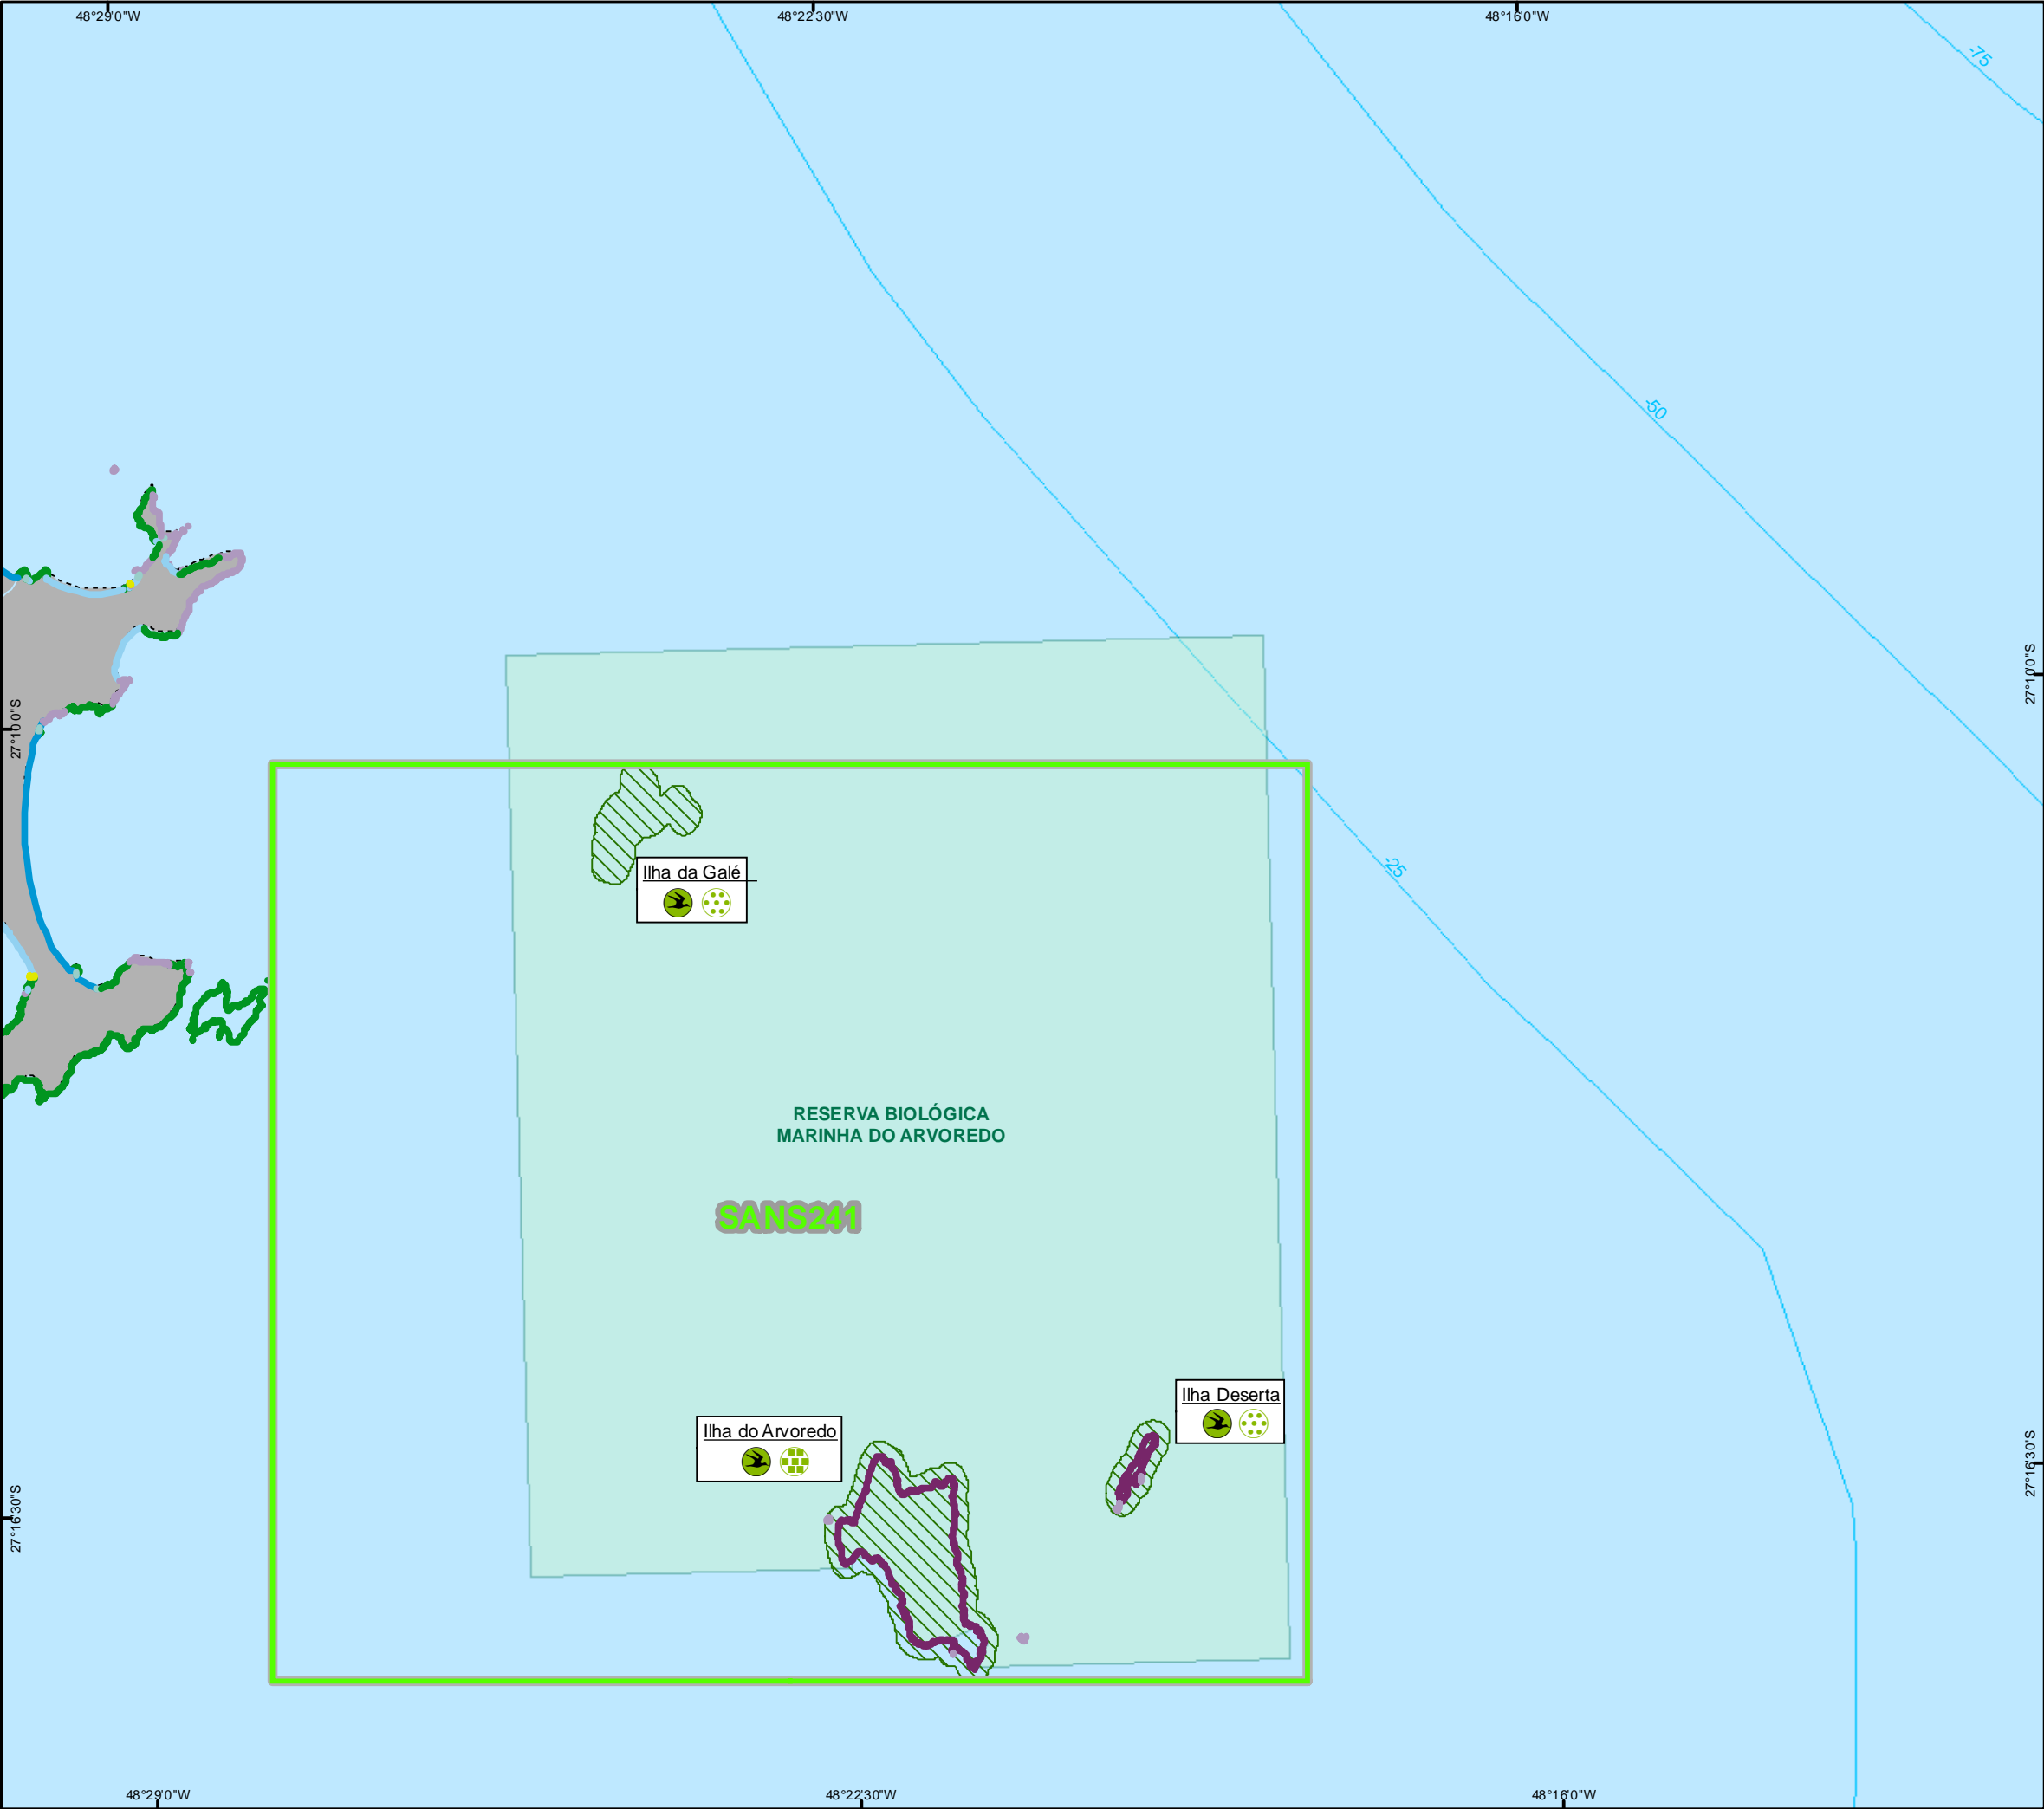 48°29'0"W
48°22'30"W
48°16'0"W
-75
-50
27°10'0"S
27°10'0"S
-25
Ilha da Galé
RESERVA BIOLÓGICA
MARINHA DO ARVOREDO
SANS241
Ilha Deserta
Ilha do Arvoredo
27°16'30"S
27°16'30"S
48°29'0"W
48°22'30"W
48°16'0"W